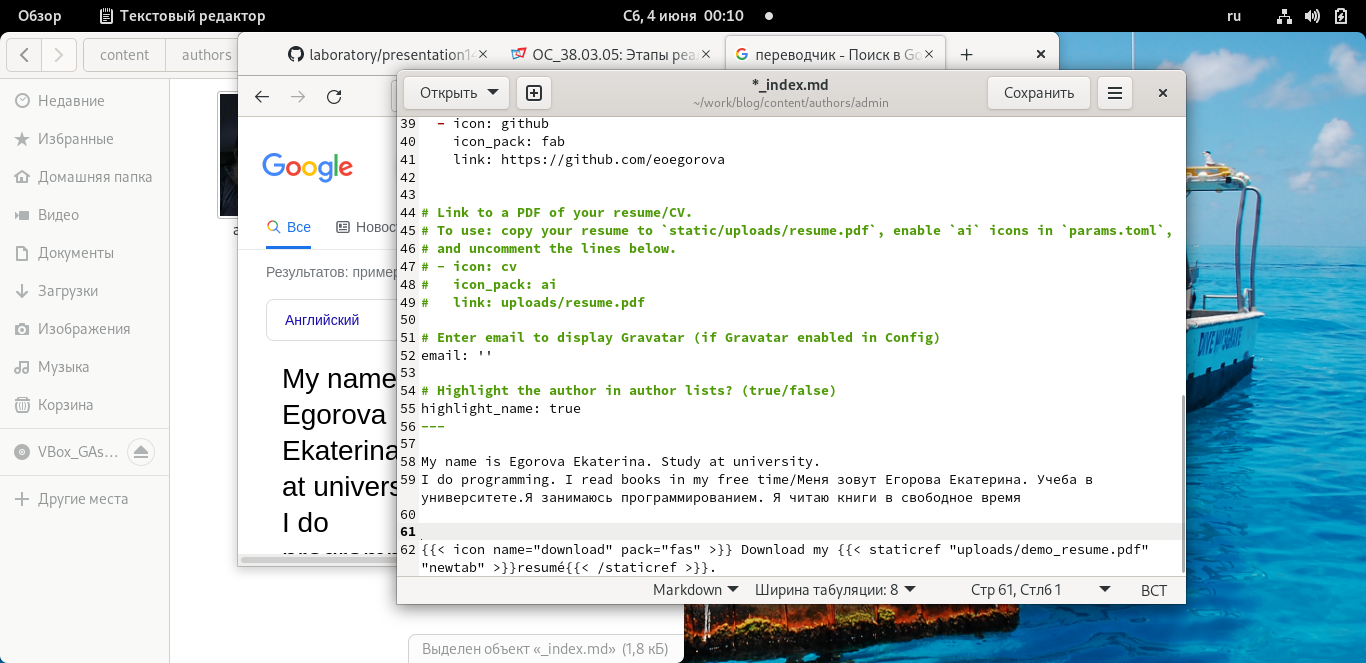 Обзор
Текстовый редактор
Сб, 4 июня 00:10
ru
content
authors
Недавние
Избранные
Домашняя папка
Видео
Документы
Загрузки
Изображения
Музыка
Корзина
VBox_GAs...
Другие места
laboratory/presentation14
ОС_38.03.05: Этапы реа
переводчик - Поиск в Go
Google
Все
Результатов:
Английский
My name
Egorova
Ekaterina
I do
Открыть
*_index.md
~/work/blog/content/authors/admin
Сохранить
39 - icon: github
40 icon_pack: fab
41 link: https://github.com/eoegorova
42
43
44 # Link to a PDF of your resume/CV.
45 # To use: copy your resume to `static/uploads/resume.pdf`, enable `ai` icons in `params.toml`,
46 # and uncomment the lines below.
47 # - icon: cv
48 #   icon_pack: ai
49 #   link: uploads/resume.pdf
50
51 # Enter email to display Gravatar (if Gravatar enabled in Config)
52 email: ''
53
54 # Highlight the author in author lists? (true/false)
55 highlight_name: true
56 ---
57
58 My name is Egorova Ekaterina. Study at university.
59 I do programming. I read books in my free time/Меня зовут Егорова Екатерина. Учеба в
университете.Я занимаюсь программированием. Я читаю книги в свободное время
60
61
62 {{< icon name="download" pack="fas" >}} Download my {{< staticref "uploads/demo_resume.pdf"
"newtab" >}}resumé{{< /staticref >}}.
Markdown
Ширина табуляции: 8
Стр 61, Стлб 1
ВСТ
Выделен объект «_index.md» (1,8 кБ)